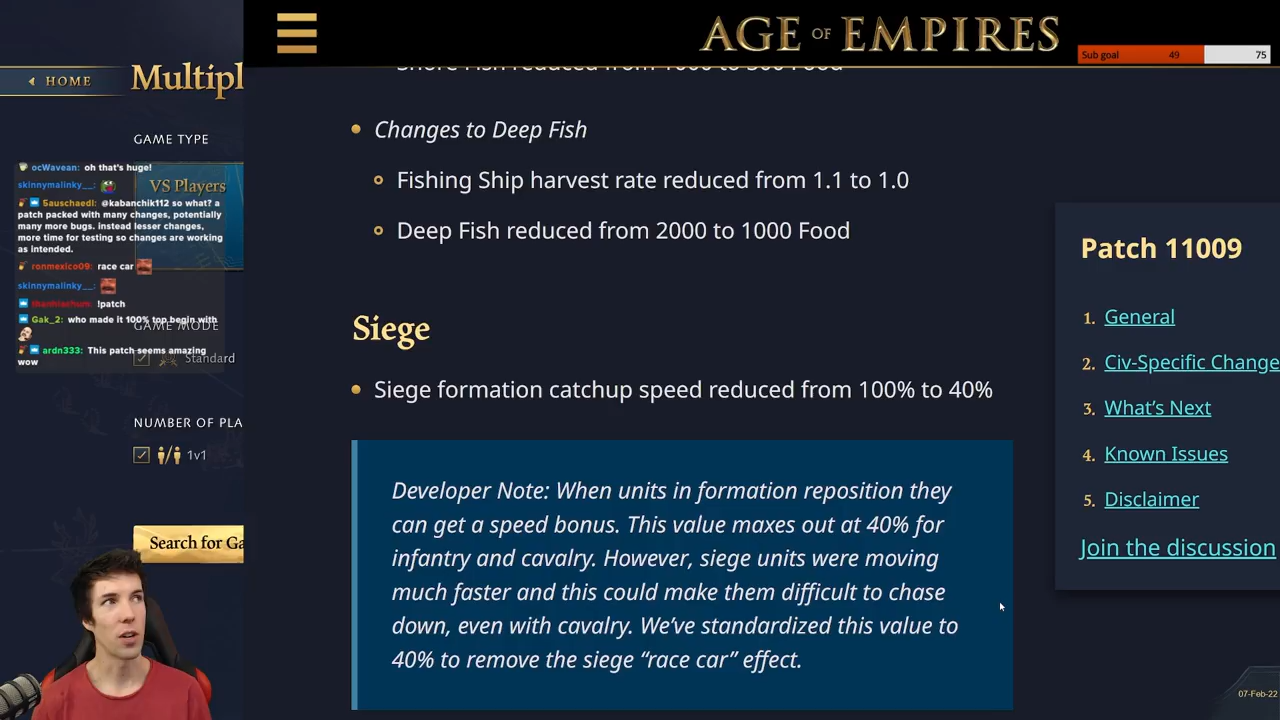 AGE OF EMPIRES
Sub goal 49 75
HOME
Multipl
GAME TYPE
VS Players
ocWavean: oh that's huge!
skinnymalinky__:
5auschaedl: @kabanchik112 so what? a
patch packed with many changes, potentially
many more bugs. instead lesser changes,
more time for testing so changes are working
as intended.
ronmexico09: race car
skinnymalinky__:
!patch
Gak_2: who made it 100% top begin with
ardn333: This patch seems amazing
wow
GAME MODE
Standard
NUMBER OF PLA
1v1
Search for Ga
Shore Fish reduced from 1000 to 500 Food
Changes to Deep Fish
Fishing Ship harvest rate reduced from 1.1 to 1.0
Deep Fish reduced from 2000 to 1000 Food
Siege
Siege formation catchup speed reduced from 100% to 40%
Developer Note: When units in formation reposition they
can get a speed bonus. This value maxes out at 40% for
infantry and cavalry. However, siege units were moving
much faster and this could make them difficult to chase
down, even with cavalry. We’ve standardized this value to
40% to remove the siege “race car” effect.
Patch 11009
1. General
2. Civ-Specific Change
3. What’s Next
4. Known Issues
5. Disclaimer
Join the discussion
07-Feb-22